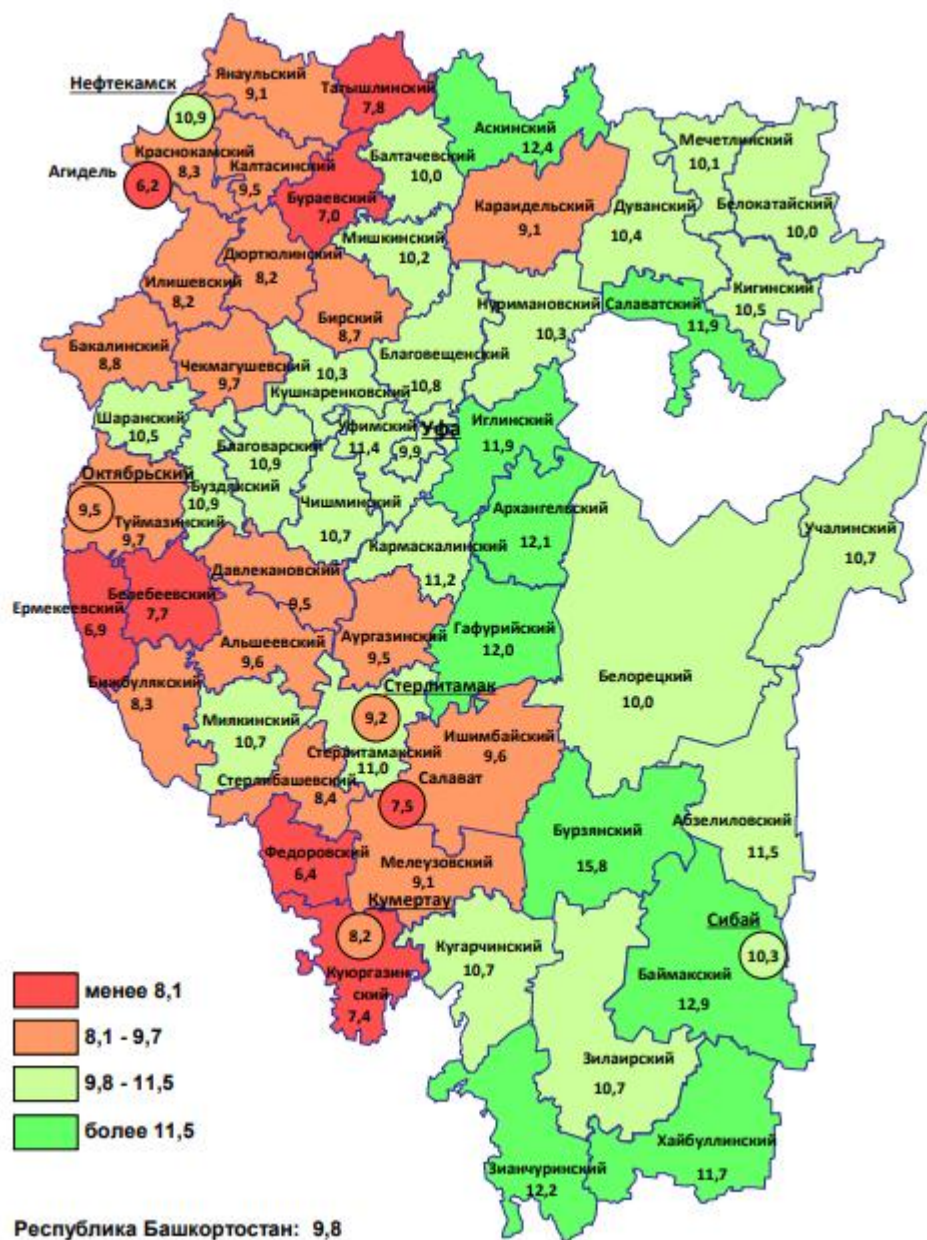 Янаульский
9,1
Татышлинский
7,8
Нефтекамск
10,9
Аскинский
12,4
Краснокамский
8,3
Калтасинский
9,5
Балтачевский
10,0
Мечетлинский
10,1
Агидель
6,2
Бураевский
7,0
Караидельский
9,1
Дуванский
10,4
Белокатайский
10,0
Мишкинский
10,2
Дюртюлинский
8,2
Илишевский
8,2
Кигинский
10,5
Салаватский
11,9
Нуримановский
10,3
Бирский
8,7
Бакалинский
8,8
Чекмагушевский
9,7
Благовещенский
10,8
10,3
Кушнаренковский
Шаранский
10,5
Благоварский
10,9
Уфимский
11,4
Уфа
9,9
Иглинский
11,9
Октябрьский
9,5
Буздякский
10,9
Чишминский
10,7
Архангельский
12,1
Туймазинский
9,7
Учалинский
10,7
Кармаскалинский
11,2
Давлекановский
9,5
Белебеевский
7,7
Ермекеевский
6,9
Альшеевский
9,6
Аургазинский
9,5
Гафурийский
12,0
Бижбулякский
8,3
Стерлитамак
9,2
Белорецкий
10,0
Миякинский
10,7
Ишимбайский
9,6
Стерлитамакский
11,0
Стерлибашевский
8,4
Салават
7,5
Абзелиловский
11,5
Бурзянский
15,8
Федоровский
6,4
Мелеузовский
9,1
Кумертау
8,2
Сибай
10,3
Кугарчинский
10,7
Баймакский
12,9
Куюргазин
ский
7,4
Зилаирский
10,7
Хайбуллинский
11,7
Зианчуринский
12,2
менее 8,1
8,1 - 9,7
9,8 - 11,5
более 11,5
Республика Башкортостан: 9,8